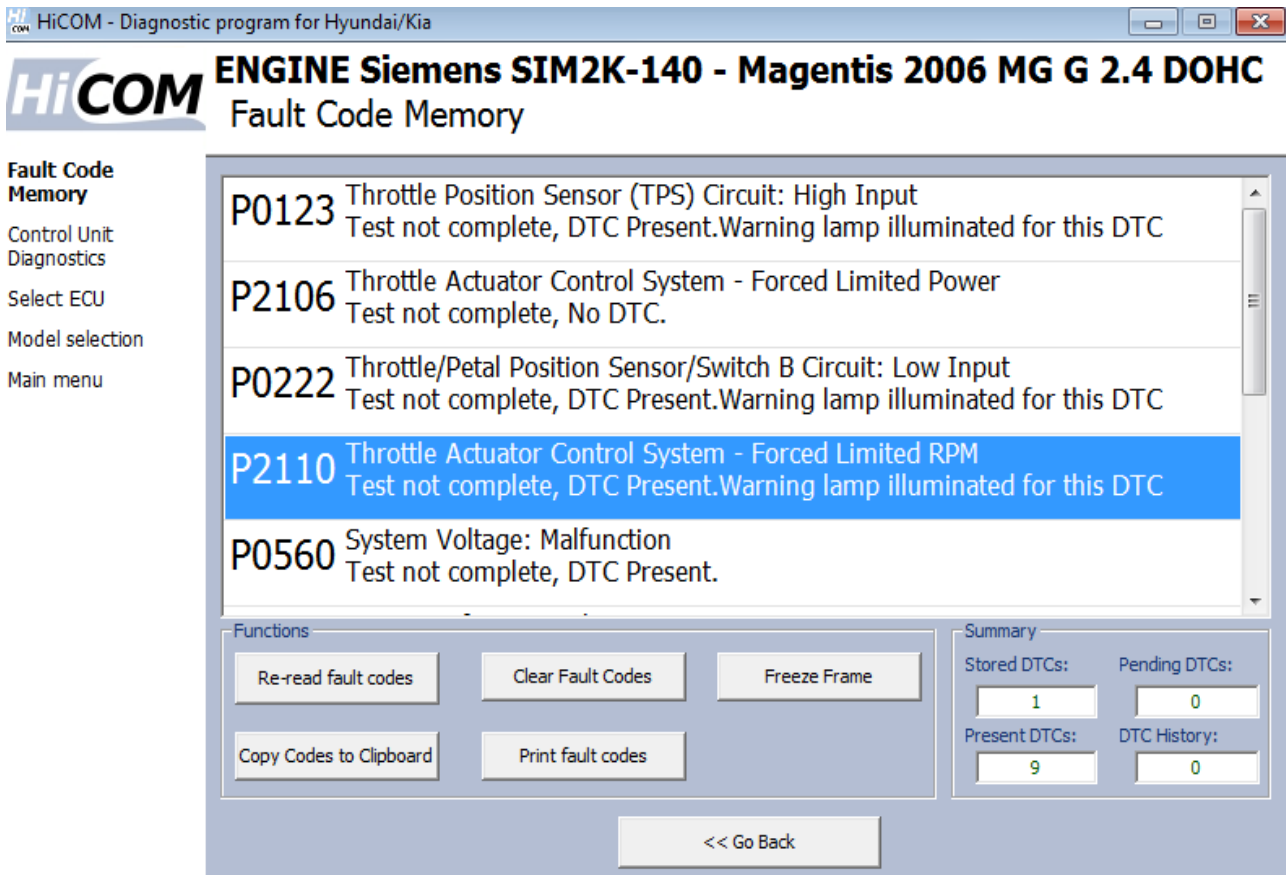 HiCOM - Diagnostic program for Hyundai/Kia
HiCOM
ENGINE Siemens SIM2K-140 - Magentis 2006 MG G 2.4 DOHC
Fault Code Memory
Fault Code
Memory
Control Unit
Diagnostics
Select ECU
Model selection
Main menu
P0123 Throttle Position Sensor (TPS) Circuit: High Input
Test not complete, DTC Present.Warning lamp illuminated for this DTC
P2106 Throttle Actuator Control System - Forced Limited Power
Test not complete, No DTC.
P0222 Throttle/Petal Position Sensor/Switch B Circuit: Low Input
Test not complete, DTC Present.Warning lamp illuminated for this DTC
P2110 Throttle Actuator Control System - Forced Limited RPM
Test not complete, DTC Present.Warning lamp illuminated for this DTC
P0560 System Voltage: Malfunction
Test not complete, DTC Present.
Functions
Re-read fault codes
Clear Fault Codes
Freeze Frame
Copy Codes to Clipboard
Print fault codes
Summary
Stored DTCs:
Pending DTCs:
1
0
Present DTCs:
DTC History:
9
0
<< Go Back